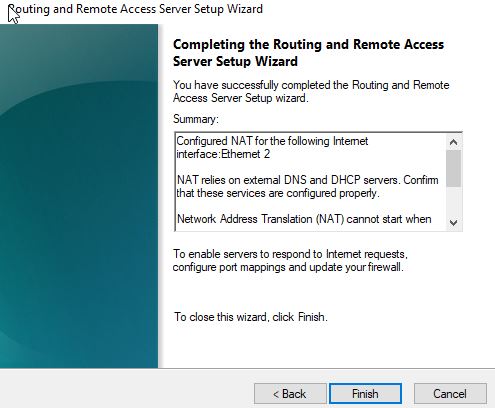 Routing and Remote Access Server Setup Wizard
Completing the Routing and Remote Access
Server Setup Wizard
You have successfully completed the Routing and Remote
Access Server Setup wizard.
Summary:
Configured NAT for the following Internet
interface:Ethernet 2
NAT relies on external DNS and DHCP servers. Confirm
that these services are configured properly.
Network Address Translation (NAT) cannot start when
To enable servers to respond to Internet requests,
configure port mappings and update your firewall.
To close this wizard, click Finish.
< Back
Finish
Cancel